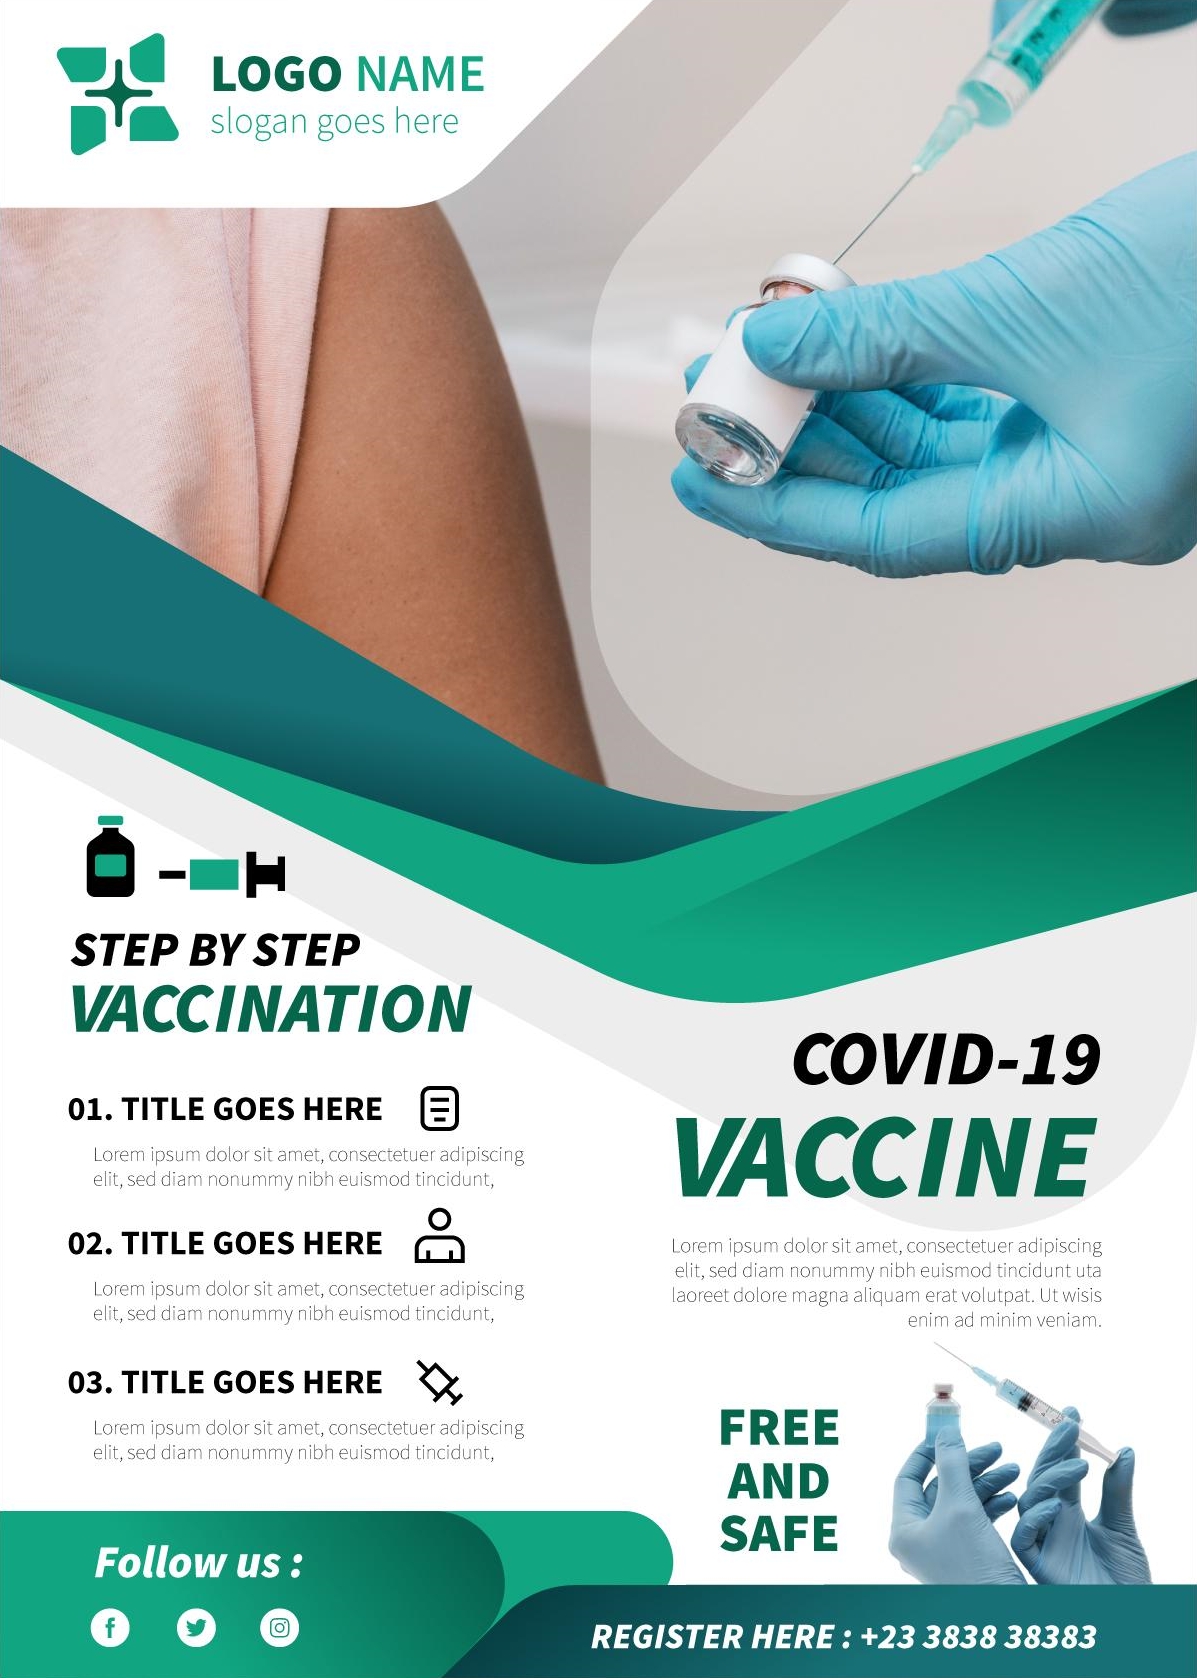 LOGO NAME
slogan goes here
STEP BY STEP
VACCINATION
01. TITLE GOES HERE
Lorem ipsum dolor sit amet, consectetuer adipiscing
elit, sed diam nonummy nibh euismod tincidunt,
02. TITLE GOES HERE
Lorem ipsum dolor sit amet, consectetuer adipiscing
elit, sed diam nonummy nibh euismod tincidunt,
03. TITLE GOES HERE
Lorem ipsum dolor sit amet, consectetuer adipiscing
elit, sed diam nonummy nibh euismod tincidunt,
COVID-19
VACCINE
Lorem ipsum dolor sit amet, consectetuer adipiscing
elit, sed diam nonummy nibh euismod tincidunt uta
laoreet dolore magna aliquam erat volutpat. Ut wisis
enim ad minim veniam.
FREE
AND
SAFE
Follow us :
REGISTER HERE : +23 3838 38383